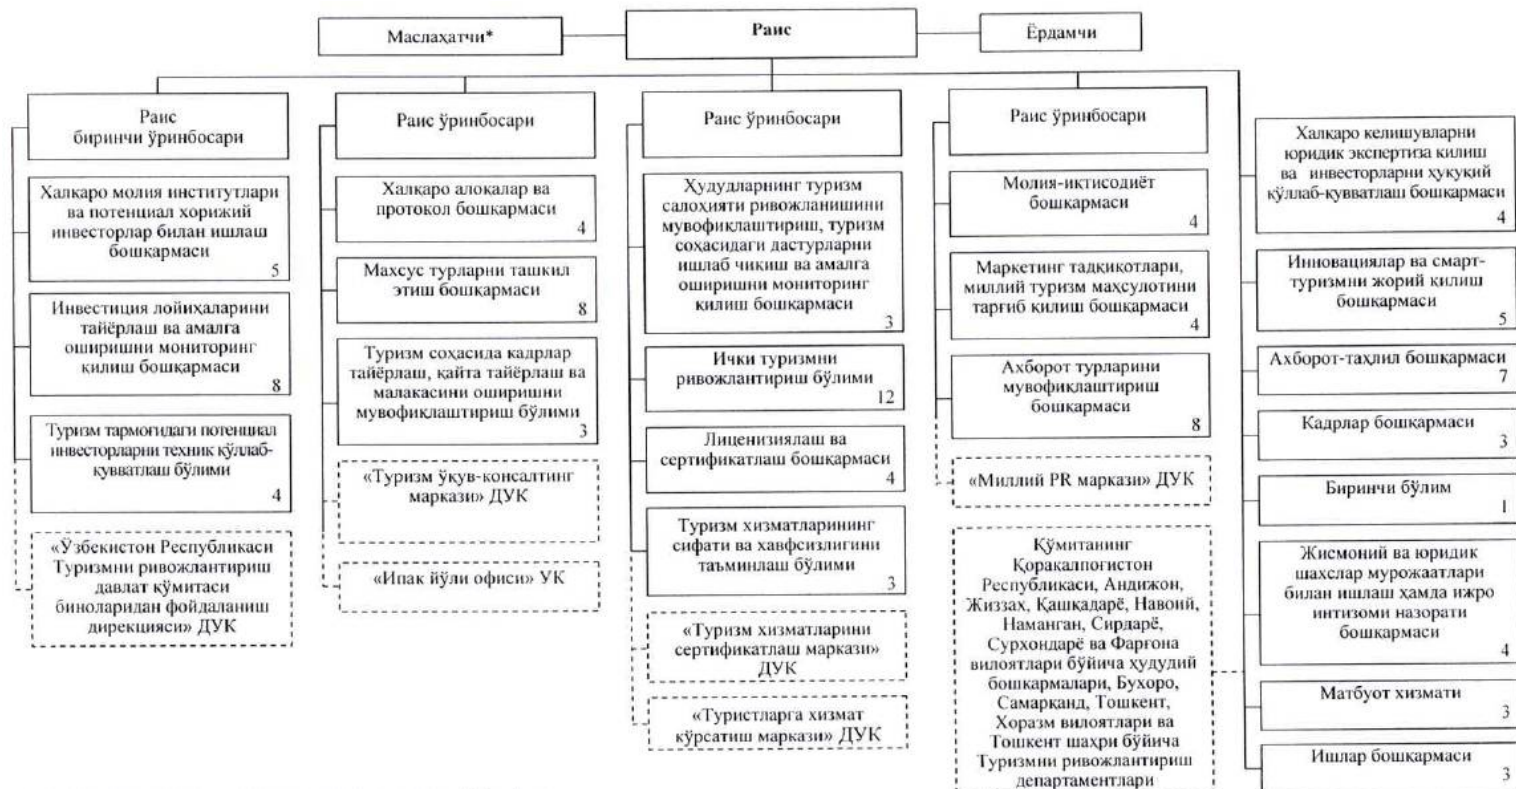 Маслаҳатчи*
Раис
Ёрдамчи
Раис
биринчи ўринбосари
Халқаро молия институтлари
ва потенциал хорижий
инвесторлар билан ишлаш
бошқармаси
5
Инвестиция лойиҳаларини
тайёрлаш ва амалга
оширишни мониторинг
қилиш бошқармаси
8
Туризм тармоғидаги потенциал
инвесторларни техник қўллаб-
қувватлаш бўлими
4
«Ўзбекистон Республикаси
Туризмни ривожлантириш
давлат қўмитаси
биноларидан фойдаланиш
дирекцияси» ДУК
Раис ўринбосари
Халқаро алоқалар ва
протокол бошқармаси
4
Махсус турларни ташкил
этиш бошқармаси
8
Туризм соҳасида кадрлар
тайёрлаш, қайта тайёрлаш ва
малакасини оширишни
мувофиқлаштириш бўлими
3
«Туризм ўқув-консалтинг
маркази» ДУК
«Ипак йўли офиси» УК
Раис ўринбосари
Ҳудудларнинг туризм
салоҳияти ривожланишини
мувофиқлаштириш, туризм
соҳасидаги дастурларни
ишлаб чиқиш ва амалга
оширишни мониторинг
қилиш бошқармаси
3
Ички туризмни
ривожлантириш бўлими
12
Лицензиялаш ва
сертификатлаш бошқармаси
4
Туризм хизматларининг
сифати ва хавфсизлигини
таъминлаш бўлими
3
«Туризм хизматларини
сертификатлаш маркази»
ДУК
«Туристларга хизмат
кўрсатиш маркази» ДУК
Раис ўринбосари
Молия-иқтисодиёт
бошқармаси
4
Маркетинг тадқиқотлари,
миллий туризм маҳсулотини
тарғиб қилиш бошқармаси
4
Ахборот турларини
мувофиқлаштириш
бошқармаси
8
«Миллий PR маркази» ДУК
Қўмитанинг
Қорақалпоғистон
Республикаси, Андижон,
Жиззах, Қашқадарё, Навоий,
Наманган, Сирдарё,
Сурхондарё ва Фарғона
вилоятлари бўйича ҳудудий
бошқармалари, Бухоро,
Самарқанд, Тошкент,
Хоразм вилоятлари ва
Тошкент шаҳри бўйича
Туризмни ривожлантириш
департаментлари
Халқаро келишувларни
юридик экспертиза қилиш
ва инвесторларни ҳуқуқий
қўллаб-қувватлаш бошқармаси
4
Инновациялар ва смарт-
туризмни жорий қилиш
бошқармаси
5
Ахборот-таҳлил бошқармаси
7
Кадрлар бошқармаси
3
Биринчи бўлим
1
Жисмоний ва юридик
шахслар мурожаатлари
билан ишлаш ҳамда ижро
интизоми назорати
бошқармаси
4
Матбуот хизмати
3
Ишлар бошқармаси
3